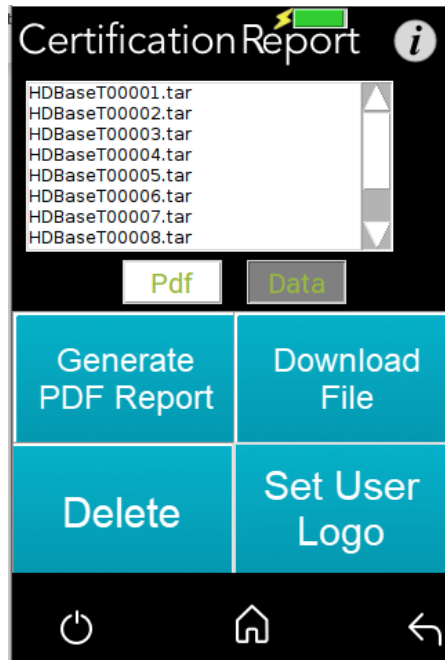 Certification Report
HDBaseT00001.tar
HDBaseT00002.tar
HDBaseT00003.tar
HDBaseT00004.tar
HDBaseT00005.tar
HDBaseT00006.tar
HDBaseT00007.tar
HDBaseT00008.tar
Pdf Data
Generate
PDF Report
Download
File
Delete
Set User
Logo